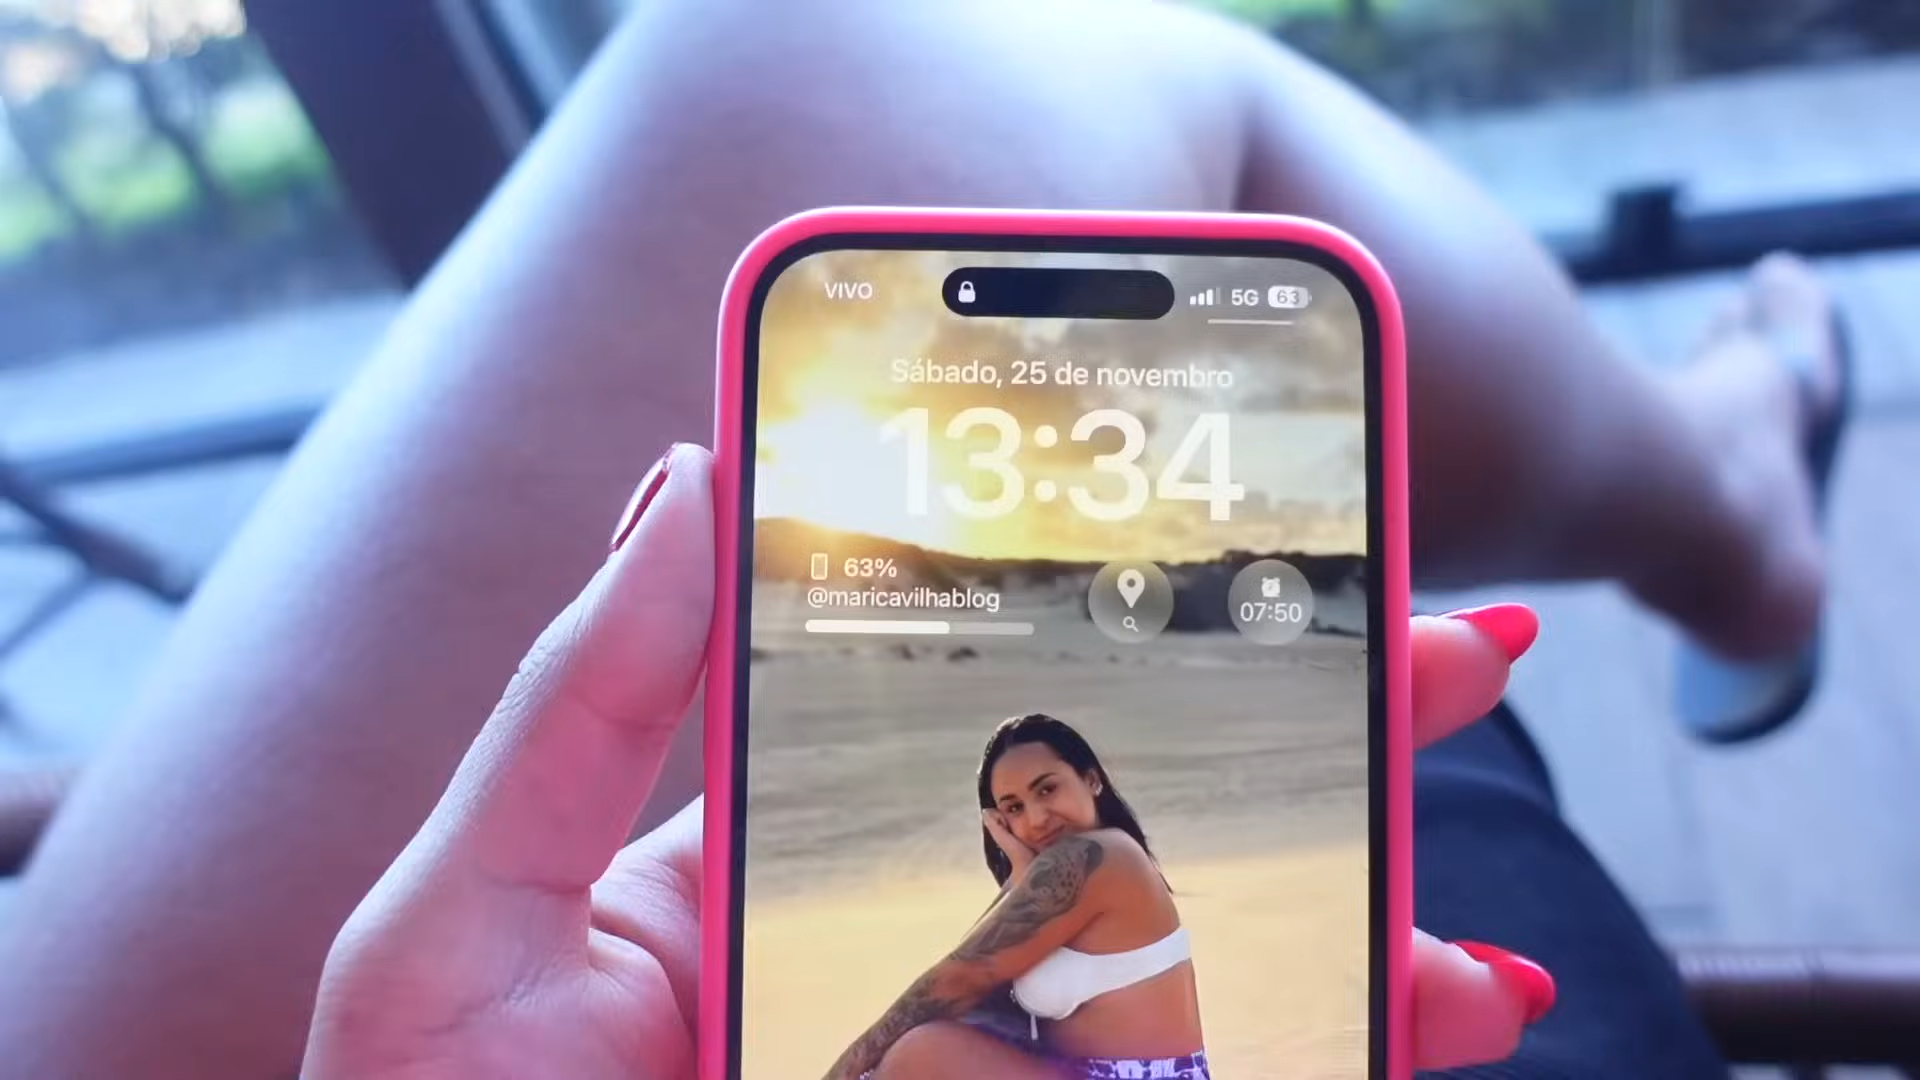 VIVO
5G 63
Sábado, 25 de novembro
13:34
63%
@maricavilhablog
07:50